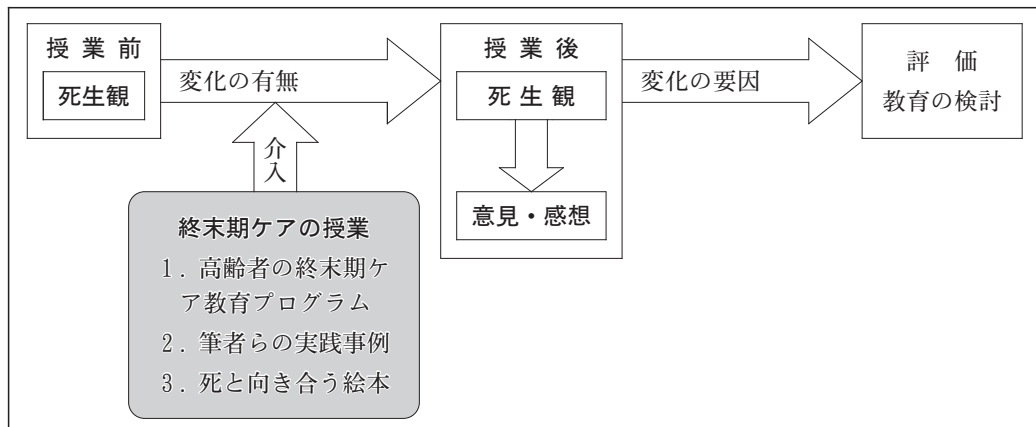 授業前
死生観
変化の有無
介入
終末期ケアの授業
1．高齢者の終末期ケ
ア教育プログラム
2．筆者らの実践事例
3．死と向き合う絵本
授業後
死生観
意見・感想
変化の要因
評価
教育の検討